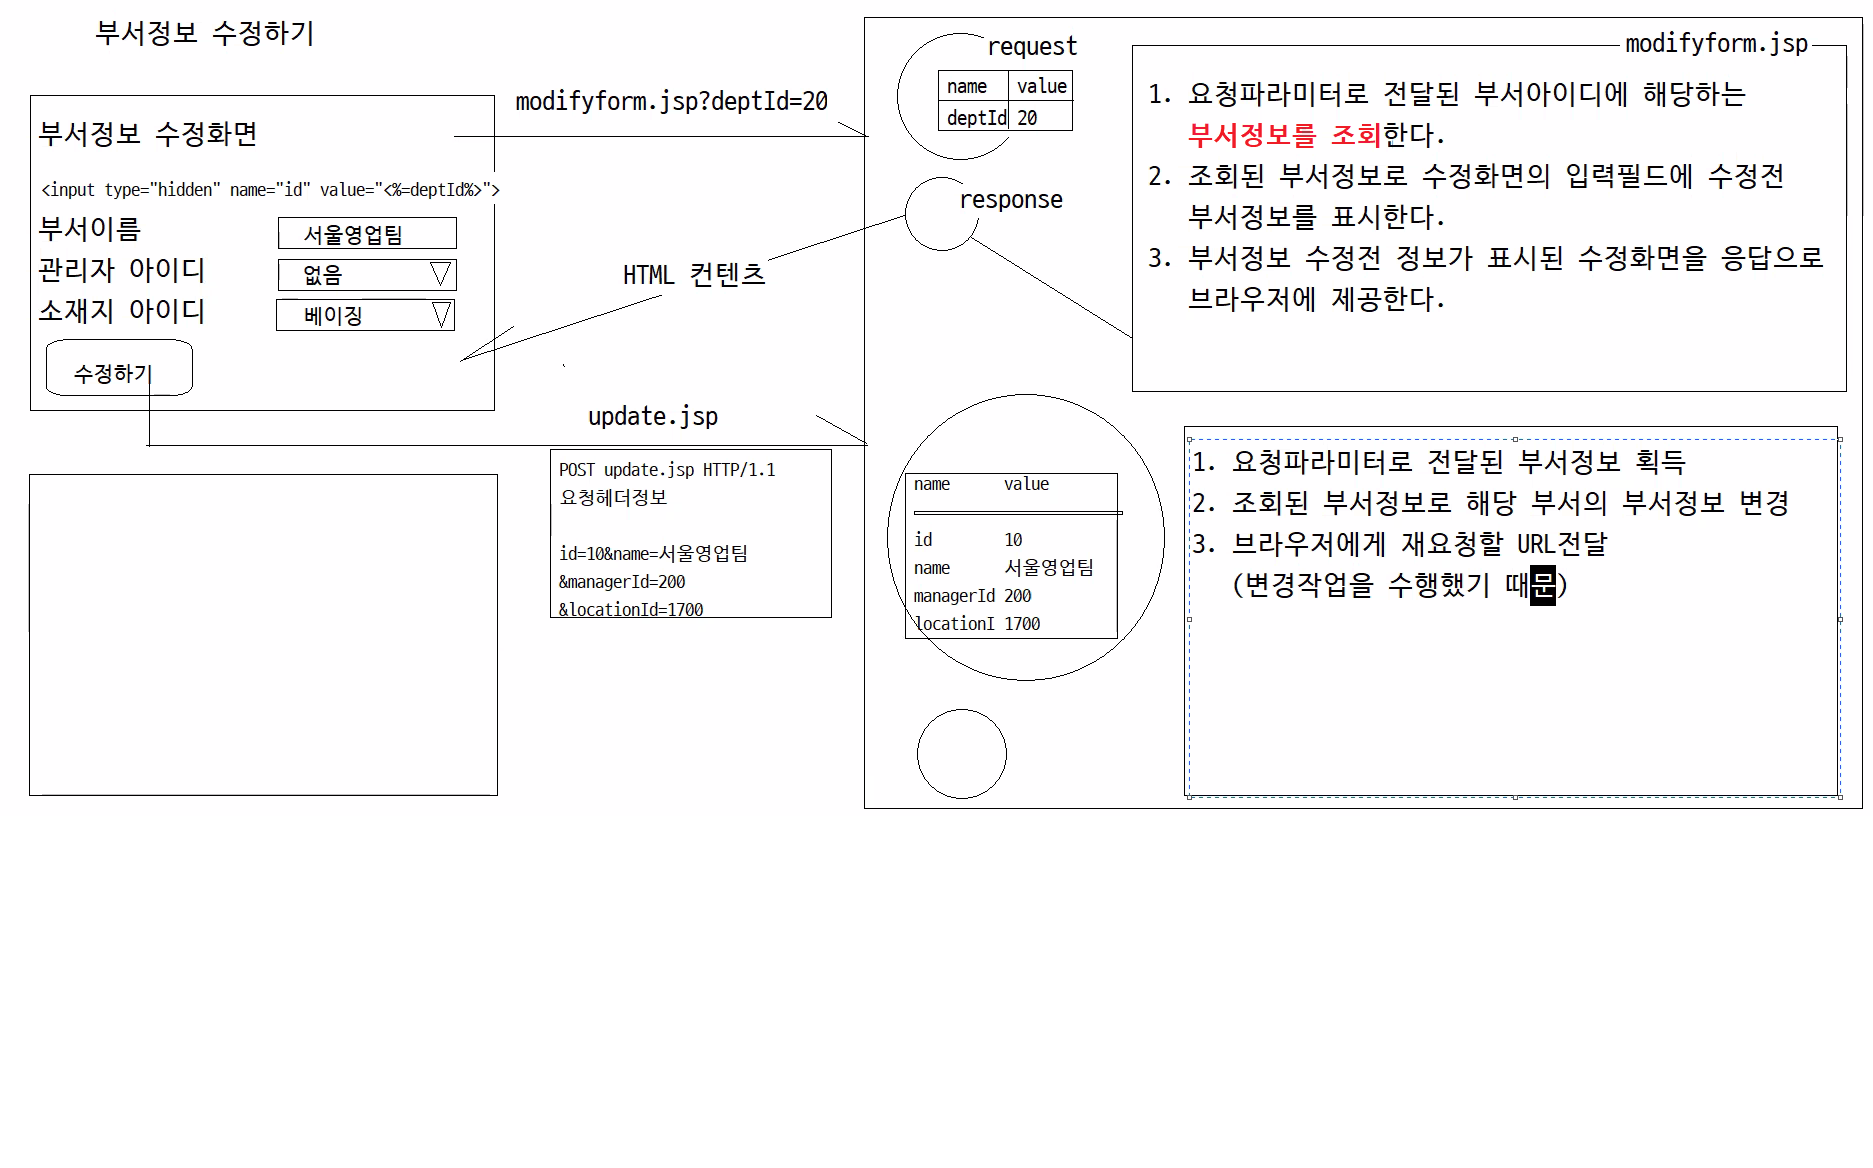 부서정보 수정하기
부서정보 수정화면
<input type="hidden" name="id" value="<%=deptId%>">
부서이름
서울영업팀
관리자 아이디
없음
소재지 아이디
베이징
수정하기
modifyform.jsp?deptId=20
HTML 컨텐츠
update.jsp
POST update.jsp HTTP/1.1
요청헤더정보
id=10&name=서울영업팀
&managerId=200
&locationId=1700
request
name value
deptId 20
response
modifyform.jsp
1. 요청파라미터로 전달된 부서아이디에 해당하는
부서정보를 조회한다.
2. 조회된 부서정보로 수정화면의 입력필드에 수정전
부서정보를 표시한다.
3. 부서정보 수정전 정보가 표시된 수정화면을 응답으로
브라우저에 제공한다.
name value
id 10
name 서울영업팀
managerId 200
locationI 1700
1. 요청파라미터로 전달된 부서정보 획득
2. 조회된 부서정보로 해당 부서의 부서정보 변경
3. 브라우저에게 재요청할 URL전달
(변경작업을 수행했기 때문)